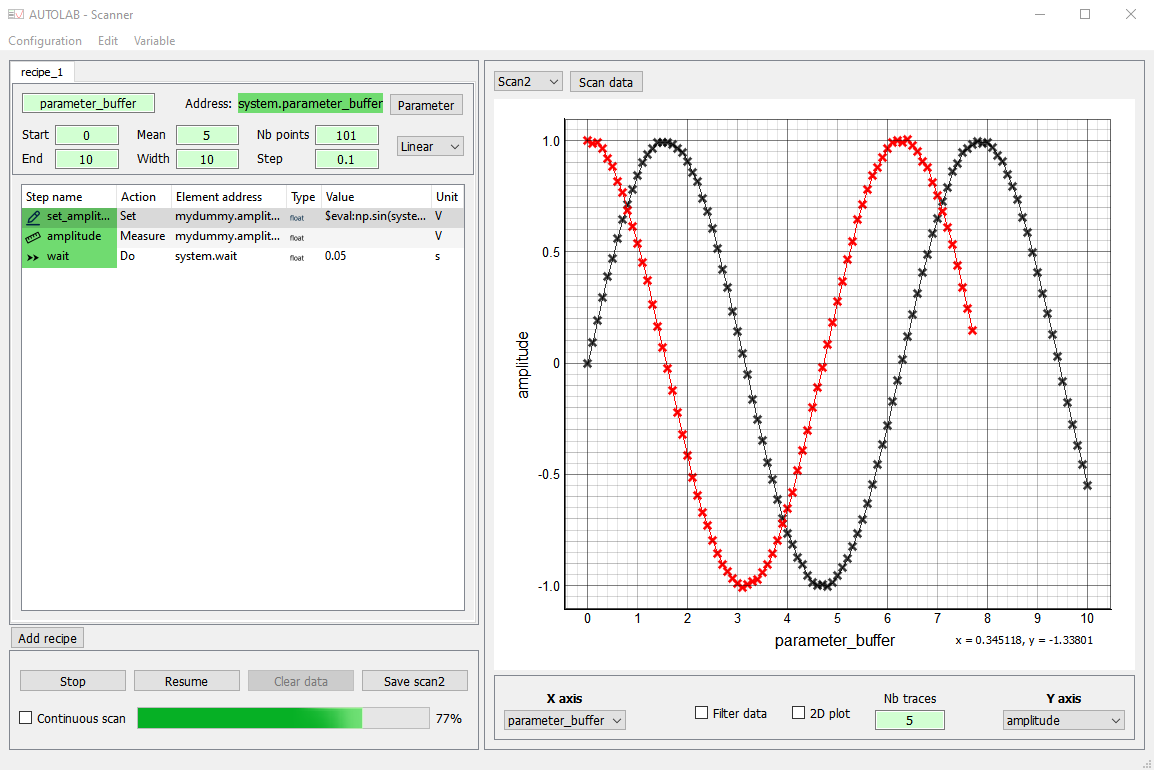 AUTOLAB - Scanner
Configuration Edit Variable
recipe_1
parameter_buffer Address: system.parameter_buffer Parameter
Start 0 Mean 5 Nb points 101 Linear
End 10 Width 10 Step 0.1
Step name Action Element address Type Value Unit
set_amplit... Set mydummy.amplit... float $eval:np.sin(syste... V
amplitude Measure mydummy.amplit... float V
wait Do system.wait float 0.05 s
Add recipe
Stop Resume Clear data Save scan2
Continuous scan 77%
Scan2 Scan data
1.0
0.5
0
-0.5
-1.0
amplitude
0 1 2 3 4 5 6 7 8 9 10
parameter_buffer x = 0.345118, y = -1.33801
X axis Nb traces Y axis
parameter_buffer Filter data 2D plot 5 amplitude